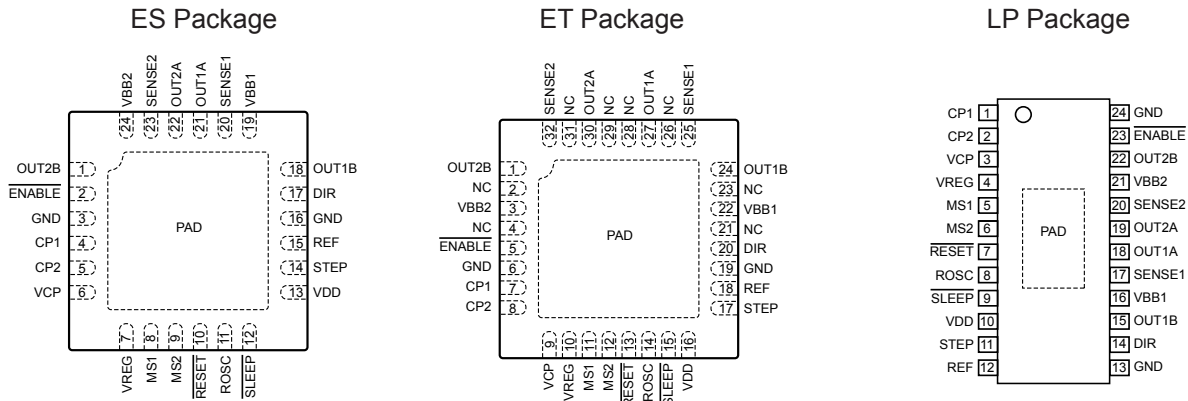 ES Package
ET Package
LP Package
VBB2
SENSE2
OUT2A
OUT1A
SENSE1
VBB1
24
23
22
21
20
19
OUT2B 1
ENABLE 2
GND 3
CP1 4
CP2 5
VCP 6
PAD
18 OUT1B
17 DIR
16 GND
15 REF
14 STEP
13 VDD
7
8
9
10
11
12
VREG
MS1
MS2
RESET
ROSC
SLEEP
SENSE2
NC
OUT2A
NC
NC
OUT1A
NC
SENSE1
32
31
30
29
28
27
26
25
OUT2B 1
NC 2
VBB2 3
NC 4
ENABLE 5
GND 6
CP1 7
CP2 8
PAD
24 OUT1B
23 NC
22 VBB1
21 NC
20 DIR
19 GND
18 REF
17 STEP
9
10
11
12
13
14
15
16
VCP
VREG
MS1
MS2
RESET
ROSC
SLEEP
VDD
CP1 1
CP2 2
VCP 3
VREG 4
MS1 5
MS2 6
RESET 7
ROSC 8
SLEEP 9
VDD 10
STEP 11
REF 12
PAD
24 GND
23 ENABLE
22 OUT2B
21 VBB2
20 SENSE2
19 OUT2A
18 OUT1A
17 SENSE1
16 VBB1
15 OUT1B
14 DIR
13 GND